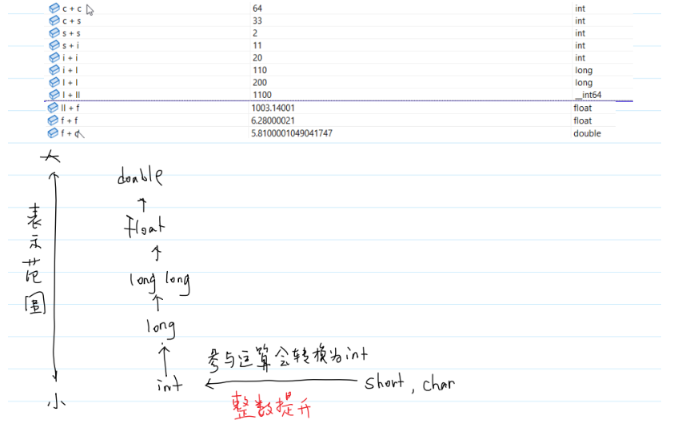 c + c 64 int
c + s 33 int
s + s 2 int
s + i 11 int
i + i 20 int
i + l 110 long
l + l 200 long
l + ll 1100 __int64
ll + f 1003.14001 float
f + f 6.28000021 float
f + d 5.8100001049041747 double
大
double
表示范围
float
long long
long
参与运算会转换为int
int
short, char
小
整数提升